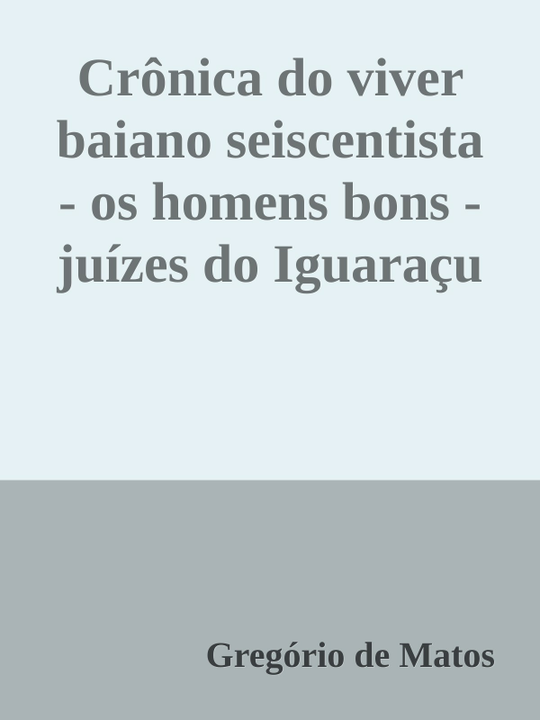 Crônica do viver
baiano seiscentista
- os homens bons -
juízes do Iguaraçu
Gregório de Matos